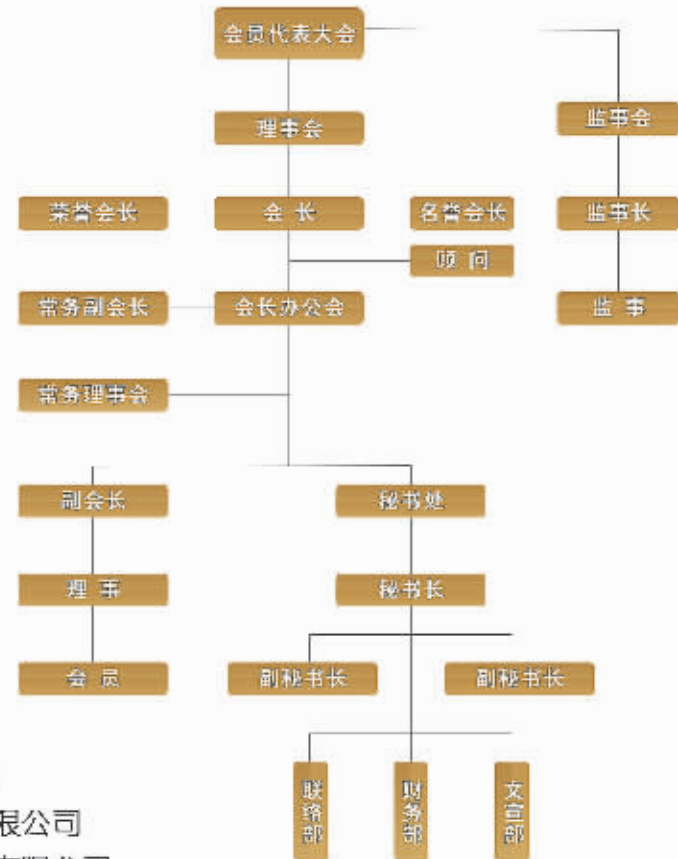 会员代表大会
理事会
监事会
荣誉会长
会 长
名誉会长
监事长
顾 问
常务副会长
会长办公会
监 事
常务理事会
副会长
秘书处
理 事
秘书长
会 员
副秘书长
副秘书长
联络部
财务部
文宣部
限公司